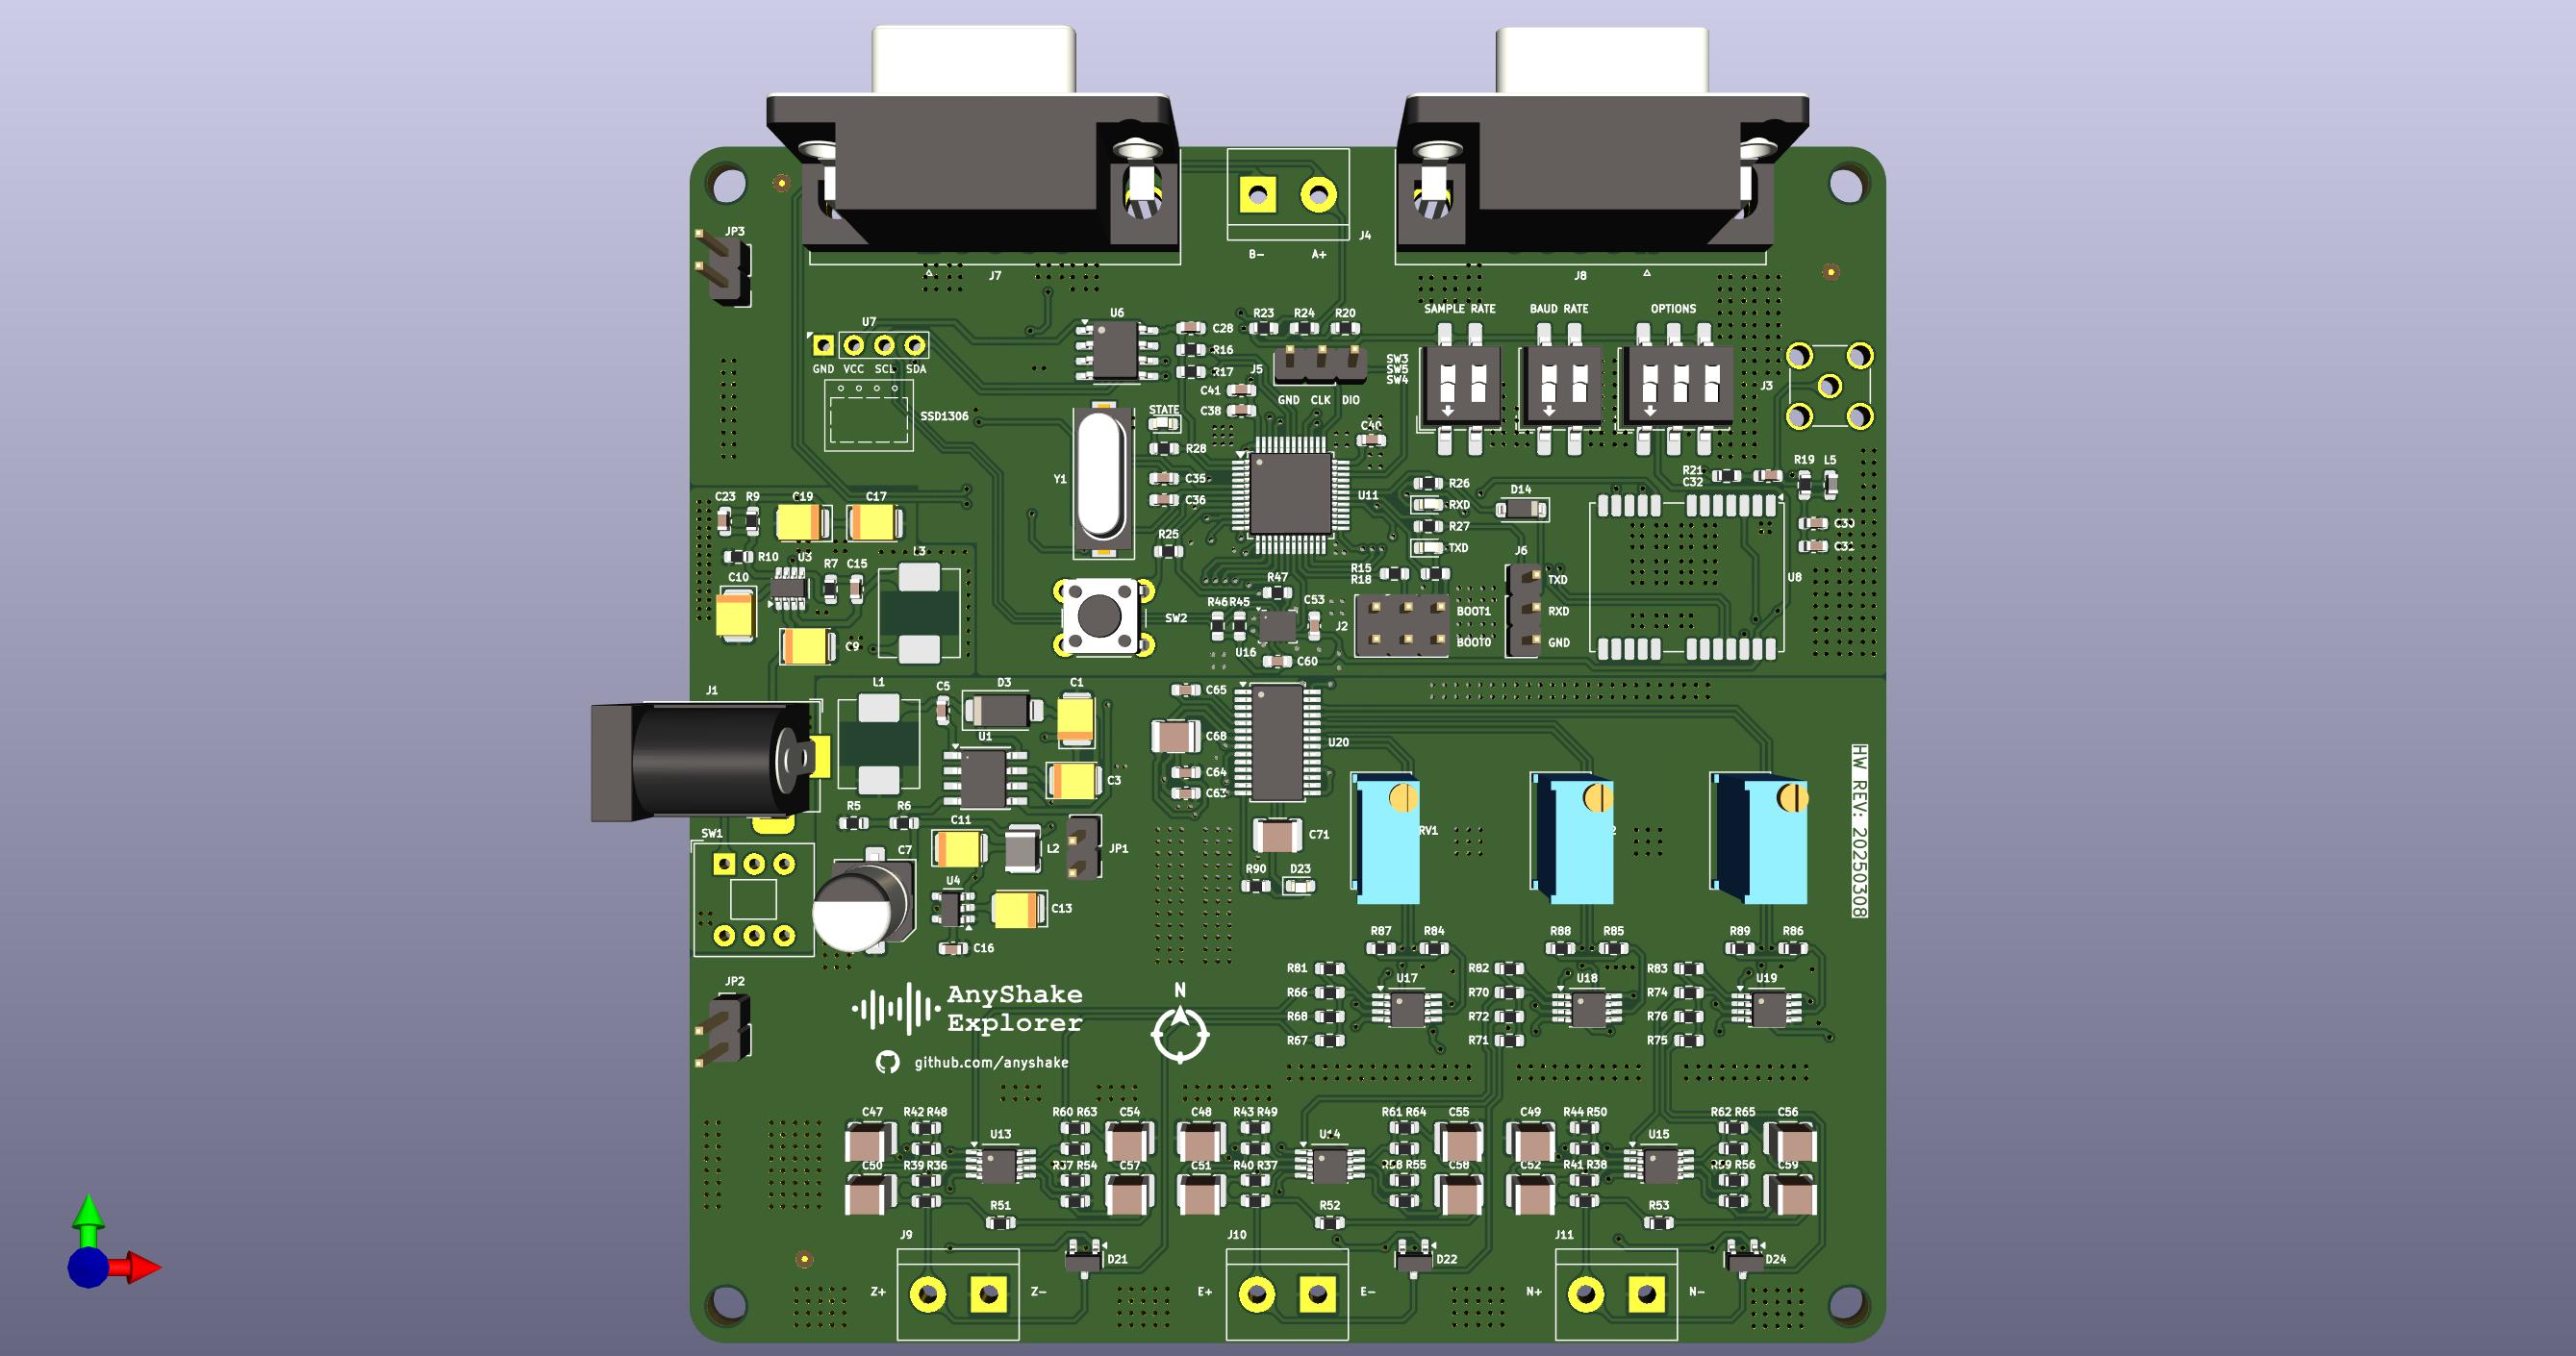 JP3
J7
J4
B-
A+
J8
U7
GND VCC SCL SDA
SSD1306
U6
C28
R16
R17
R23 R24 R20
J5
C41
C38
GND CLK DIO
SAMPLE RATE
BAUD RATE
OPTIONS
SW3
SW5
SW4
J3
STATE
R28
Y1
C35
C36
R25
C40
U11
R26
RXD
R27
TXD
D14
R21
C32
R19 L5
C31
U8
C23 R9 C19 C17
R10 U3
R7 C15
L3
C10
C9
SW2
R47
R46 R45
C53
U16
C60
R15
R18
J2
BOOT1
BOOT0
J6
TXD
RXD
GND
J1
L1
C5
D3
C1
U1
C3
R5 R6
C11
L2
JP1
SW1
C7
U4
C13
C16
C65
C68
C64
C63
U20
C71
R90 D23
RV1
HW REV: 20250308
R87 R84
R88 R85
R89 R86
R81
R66
R68
R67
U17
R82
R70
R72
R71
U18
R83
R74
R76
R75
U19
JP2
AnyShake
Explorer
github.com/anyshake
N
C47 R42 R48
R60 R63 C54
C48 R43 R49
R61 R64 C55
C49 R44 R50
R62 R65 C56
U13
U14
U15
C50 R39 R36
R54 C57
C51 R40 R37
R55 C58
C52 R41 R38
R56 C59
R51
R52
R53
J9
J10
J11
D21
D22
D24
Z+
Z-
E+
E-
N+
N-